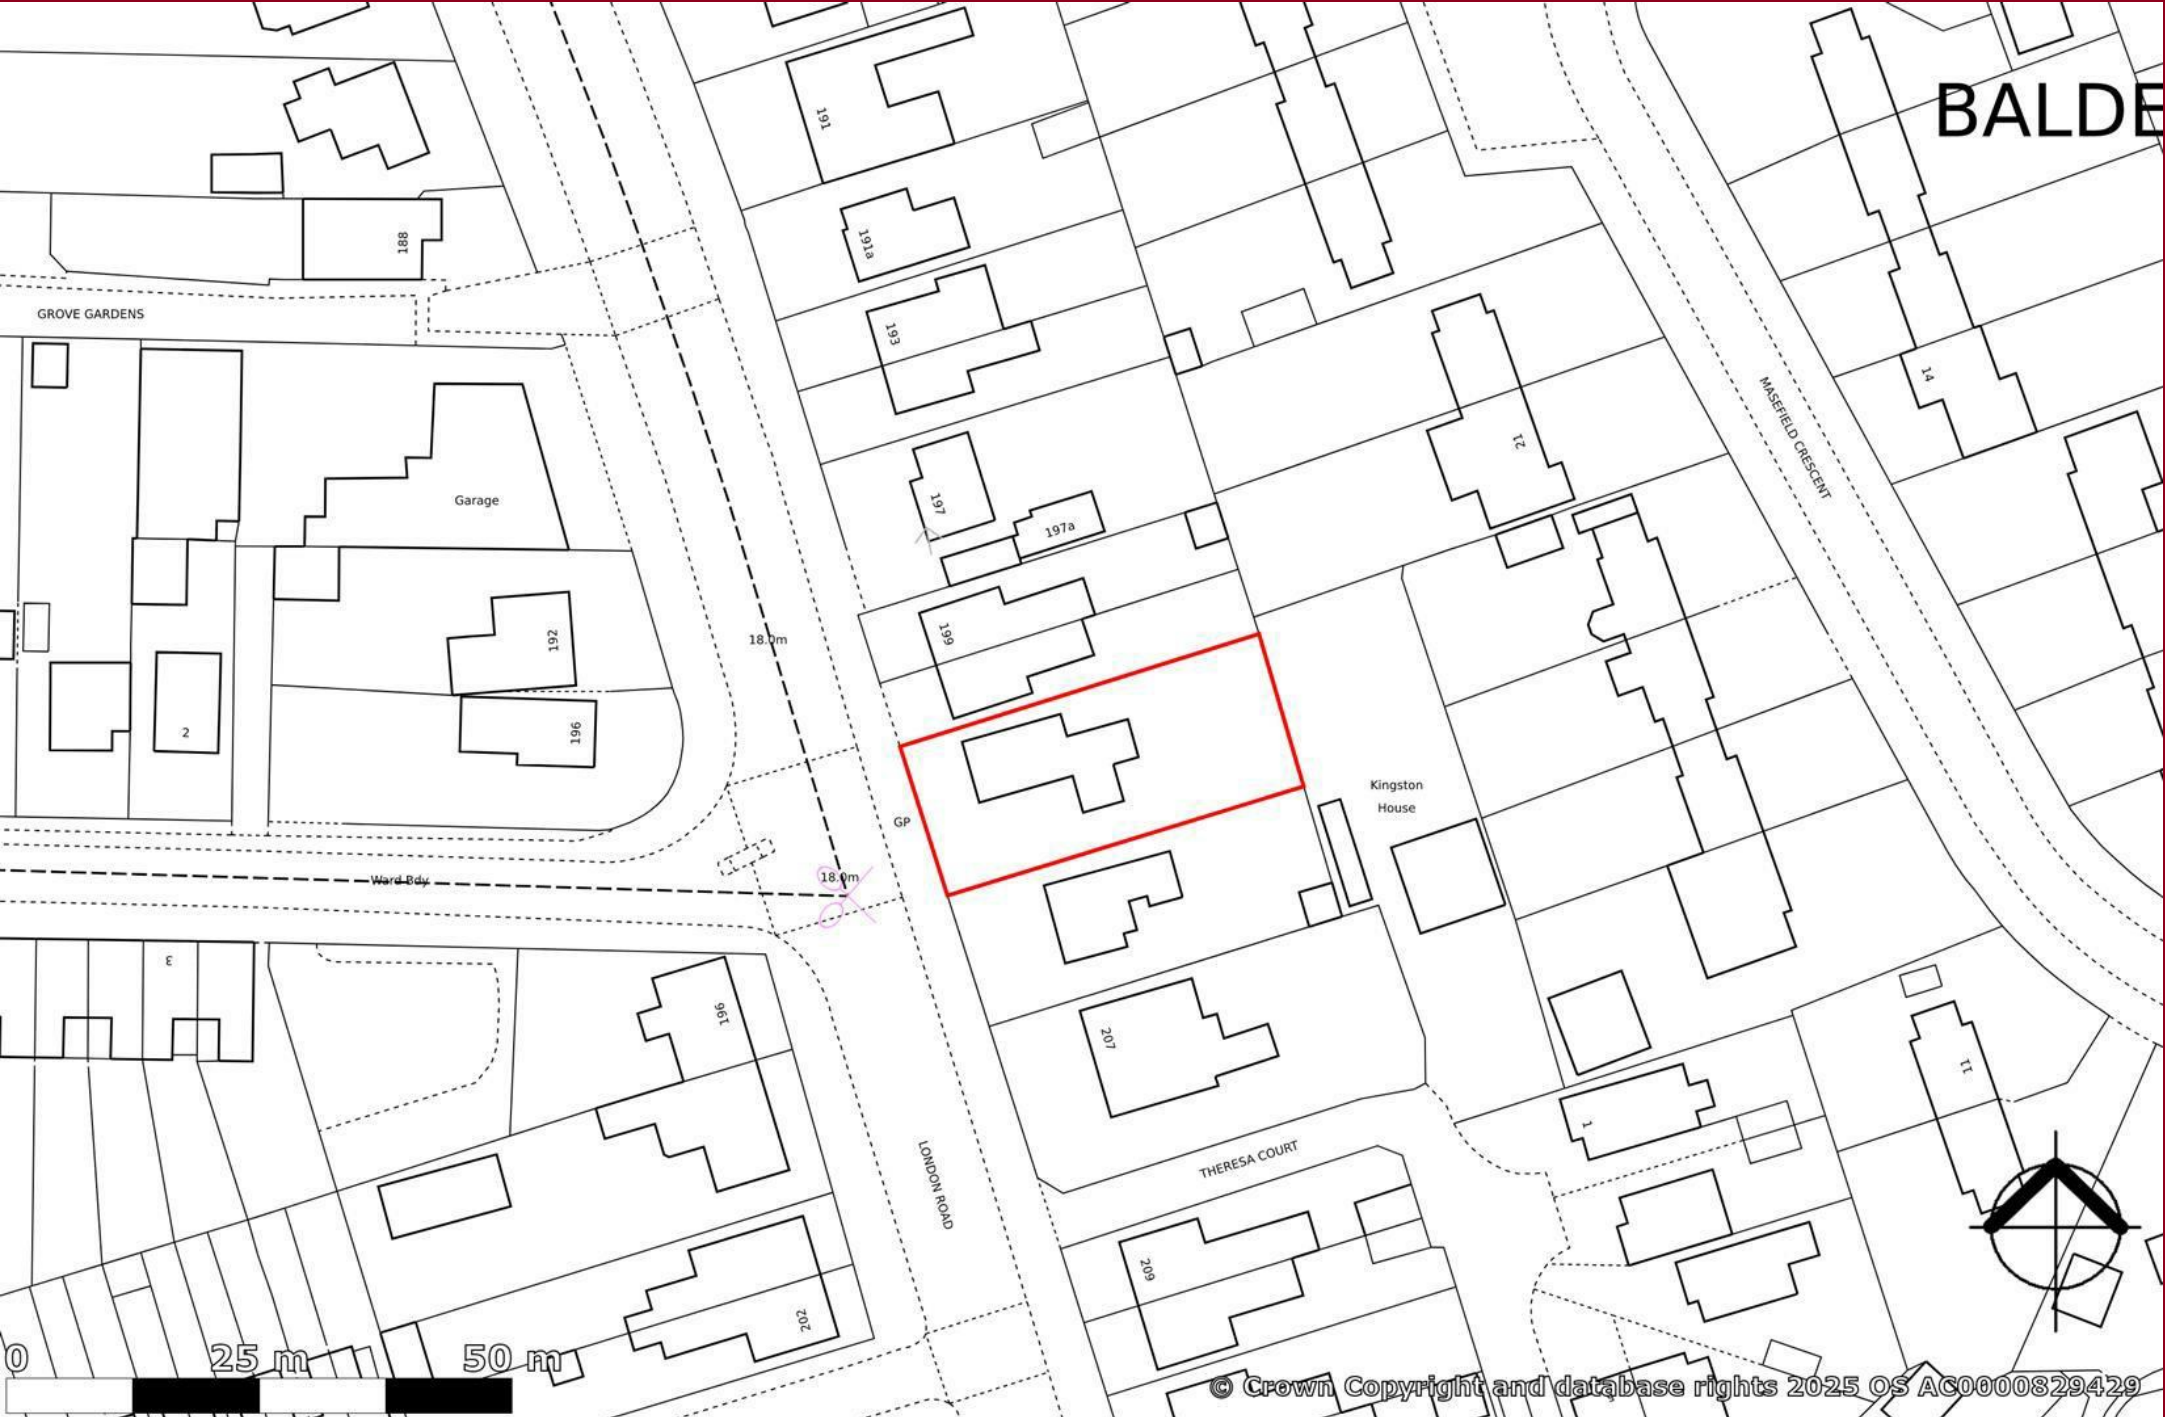 BALDE
191
191a
188
193
GROVE GARDENS
14
MASEFIELD CRESCENT
21
Garage
197
197a
192
199
18.0m
2
196
Kingston
House
GP
18.0m
Ward Bdy
3
196
207
11
1
THERESA COURT
LONDON ROAD
209
202
0 25 m 50 m
© Crown Copyright and database rights 2025 OS AC0000829429